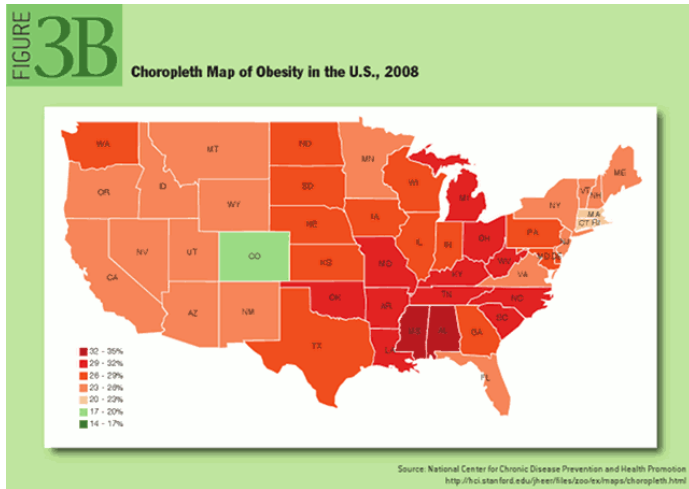 FIGURE
3B
Choropleth Map of Obesity in the U.S., 2008
WA
MT
ND
MN
ME
OR
ID
SD
WI
MI
VT
NH
NY
WY
MA
CT RI
IA
PA
NE
NJ
NV
UT
CO
IL
IN
OH
MD DE
CA
KS
MO
WV
VA
KY
AZ
NM
OK
AR
TN
NC
SC
MS
AL
GA
TX
LA
FL
32 - 35%
29 - 32%
26 - 29%
23 - 26%
20 - 23%
17 - 20%
14 - 17%
Source: National Center for Chronic Disease Prevention and Health Promotion
http://hci.stanford.edu/jheer/files/zoo/ex/maps/choropleth.html